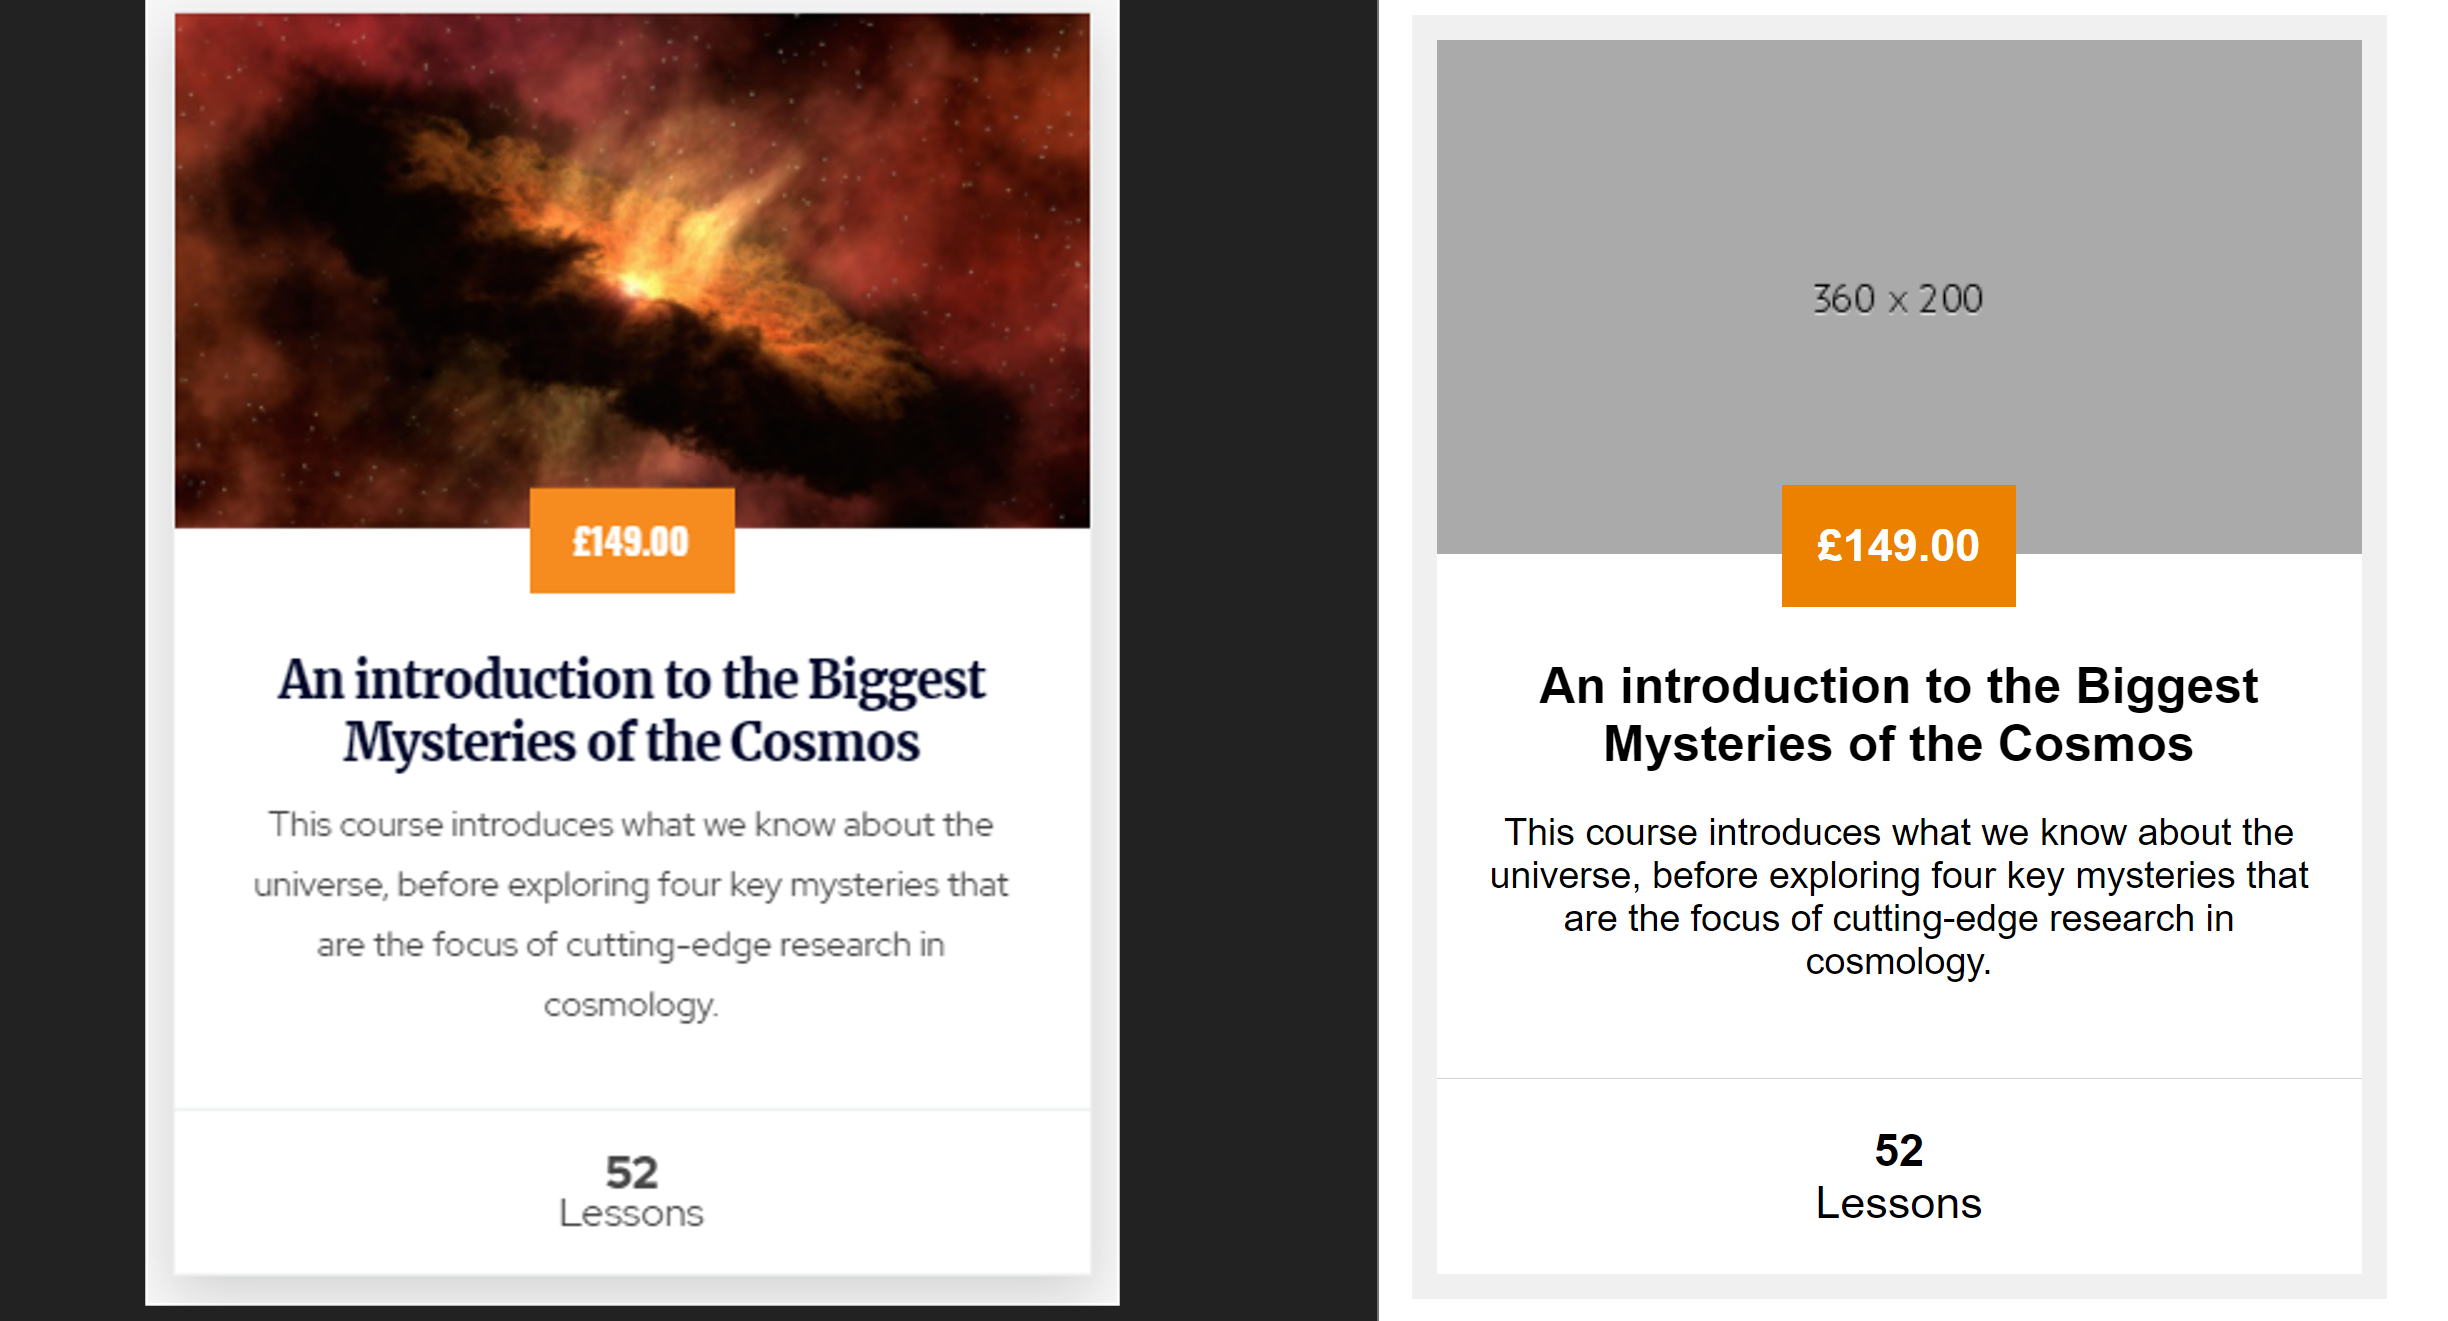 £149.00
An introduction to the Biggest
Mysteries of the Cosmos
This course introduces what we know about the
universe, before exploring four key mysteries that
are the focus of cutting-edge research in
cosmology.
52
Lessons
360 x 200
£149.00
An introduction to the Biggest
Mysteries of the Cosmos
This course introduces what we know about the
universe, before exploring four key mysteries that
are the focus of cutting-edge research in
cosmology.
52
Lessons